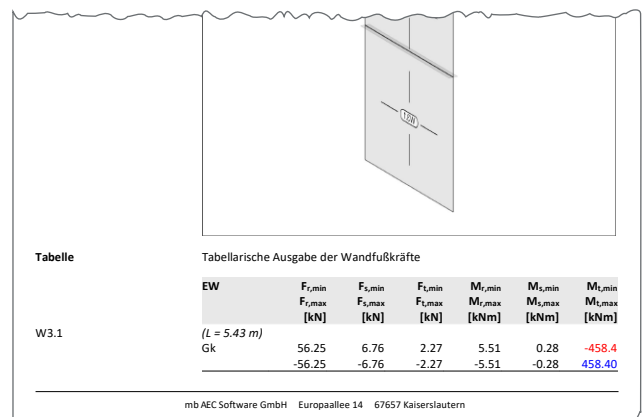 Tabelle Tabellarische Ausgabe der Wandfußkräfte
EW Fr,min Fs,min Ft,min Mr,min Ms,min Mt,min
Fr,max Fs,max Ft,max Mr,max Ms,max Mt,max
[kN] [kN] [kN] [kNm] [kNm] [kNm]
W3.1 (L = 5.43 m)
Gk 56.25 6.76 2.27 5.51 0.28 -458.4
-56.25 -6.76 -2.27 -5.51 -0.28 458.40
mb AEC Software GmbH Europaallee 14 67657 Kaiserslautern